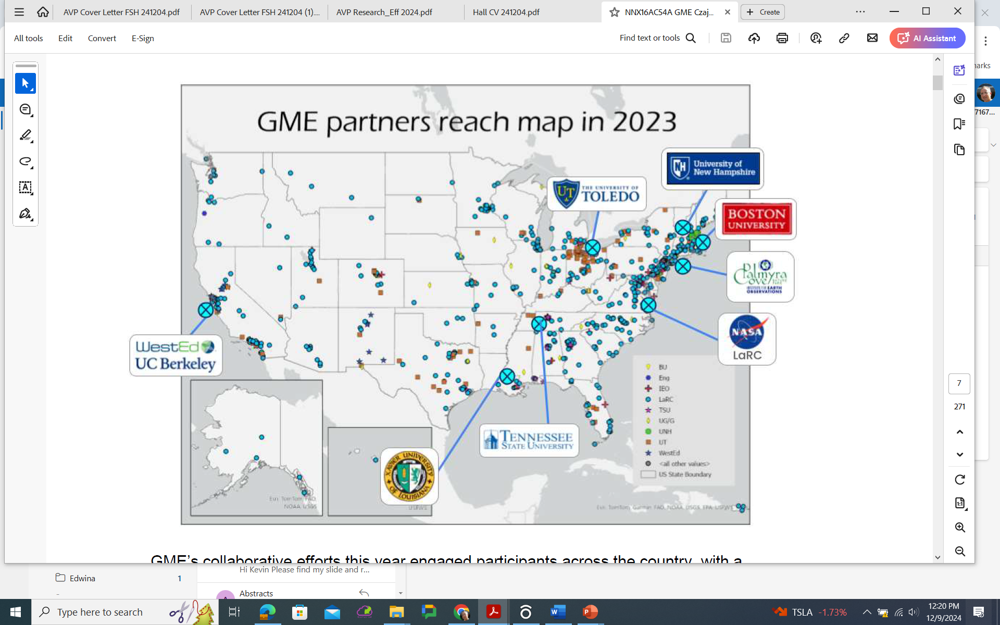 AVP Cover Letter FSH 241204.pdf
AVP Cover Letter FSH 241204 (1)....
AVP Research_Eff 2024.pdf
Hall CV 241204.pdf
NNX16AC54A GME Czaj...
Create
All tools
Edit
Convert
E-Sign
Find text or tools
AI Assistant
arks
7167...
GME partners reach map in 2023
NH
University of
New Hampshire
UT
THE UNIVERSITY OF
TOLEDO
BOSTON
UNIVERSITY
Palmyra
Cove
EARTH
OBSERVATIONS
NASA
LaRC
WestEd
UC Berkeley
TENNESSEE
STATE UNIVERSITY
XAVIER UNIVERSITY
OF LOUISIANA
BU
Eng
IEO
LaRC
TSU
UG/G
UNH
UT
WestEd
<all other values>
US State Boundary
Esri, TomTom, FAO,
NOAA, USGS
USFWS
Esri, TomTom, Garmin, FAO, NOAA, USGS, EPA, USFWS
7
271
GME's collaborative efforts this year engaged participants across the country, with a
Hi Kevin Please find my slide and r...
Edwina
1
Abstracts
Type here to search
TSLA -1.73%
12:20 PM
12/9/2024